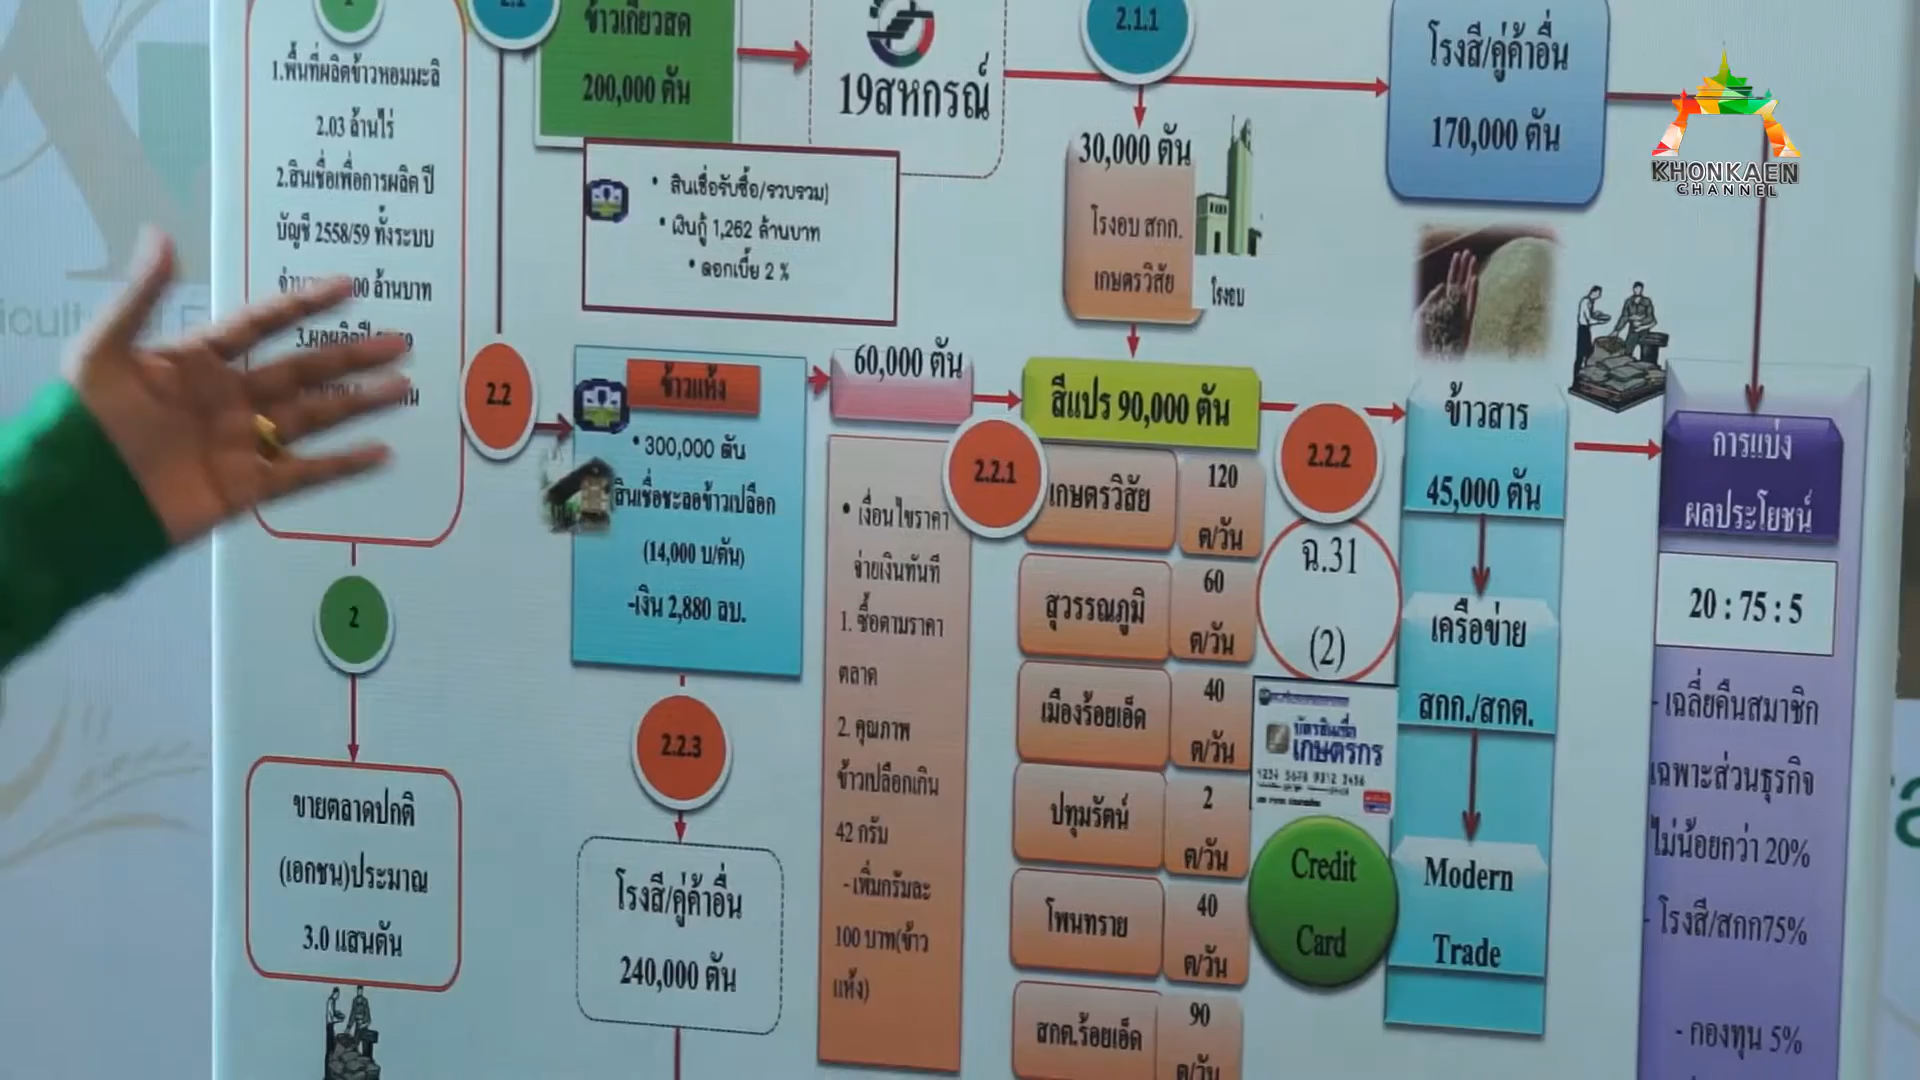 1
1.พื้นที่ผลิตข้าวหอมมะลิ
2.03 ล้านไร่
2.สินเชื่อเพื่อการผลิต ปี
บัญชี 2558/59 ทั้งระบบ
00 ล้านบาท
2
ขายตลาดปกติ
(เอกชน)ประมาณ
3.0 แสนตัน
2.1
ข้าวเกี่ยวสด
200,000 ตัน
19สหกรณ์
• สินเชื่อรับซื้อ/รวบรวม)
• เงินกู้ 1,262 ล้านบาท
• ดอกเบี้ย 2 %
2.1.1
30,000 ตัน
โรงอบ สกก.
เกษตรวิสัย
โรงอบ
โรงสี/คู่ค้าอื่น
170,000 ตัน
KHONKAEN
CHANNEL
2.2
ข้าวแห้ง
• 300,000 ตัน
สินเชื่อชะลอข้าวเปลือก
(14,000 บ/ตัน)
-เงิน 2,880 ลบ.
2.2.3
โรงสี/คู่ค้าอื่น
240,000 ตัน
60,000 ตัน
• เงื่อนไขราคา
จ่ายเงินทันที
1. ซื้อตามราคา
ตลาด
2. คุณภาพ
ข้าวเปลือกเกิน
42 กรัม
- เพิ่มกรัมละ
100 บาท(ข้าว
แห้ง)
2.2.1
สีแปร 90,000 ตัน
เกษตรวิสัย 120 ต/วัน
สุวรรณภูมิ 60 ต/วัน
เมืองร้อยเอ็ด 40 ต/วัน
ปทุมรัตน์ 2 ต/วัน
โพนทราย 40 ต/วัน
สกต.ร้อยเอ็ด 90 ต/วัน
2.2.2
ฉ.31
(2)
บัตรสินเชื่อ
เกษตรกร
1234 5678 9012 3456
Credit
Card
ข้าวสาร
45,000 ตัน
เครือข่าย
สกก./สกต.
Modern
Trade
การแบ่ง
ผลประโยชน์
20 : 75 : 5
- เฉลี่ยคืนสมาชิก
เฉพาะส่วนธุรกิจ
ไม่น้อยกว่า 20%
- โรงสี/สกก75%
- กองทุน 5%